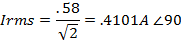 Irms = .58/√2 = .4101A ∠90